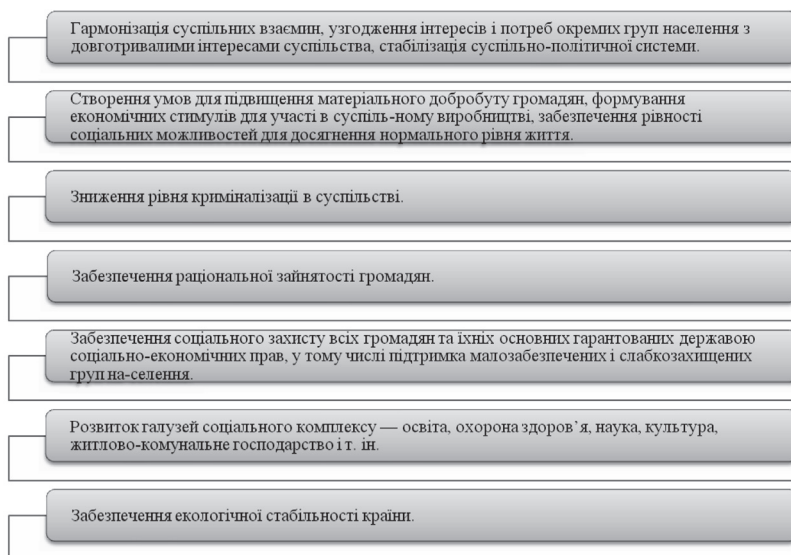 Гармонізація суспільних взаємин, узгодження інтересів і потреб окремих груп населення з
довготривалими інтересами суспільства, стабілізація суспільно-політичної системи.
Створення умов для підвищення матеріального добробуту громадян, формування
економічних стимулів для участі в суспіль-ному виробництві, забезпечення рівності
соціальних можливостей для досягнення нормального рівня життя.
Зниження рівня криміналізації в суспільстві.
Забезпечення раціональної зайнятості громадян.
Забезпечення соціального захисту всіх громадян та їхніх основних гарантованих державою
соціально-економічних прав, у тому числі підтримка малозабезпечених і слабкозахищених
груп на-селення.
Розвиток галузей соціального комплексу — освіта, охорона здоров’я, наука, культура,
житлово-комунальне господарство і т. ін.
Забезпечення екологічної стабільності країни.